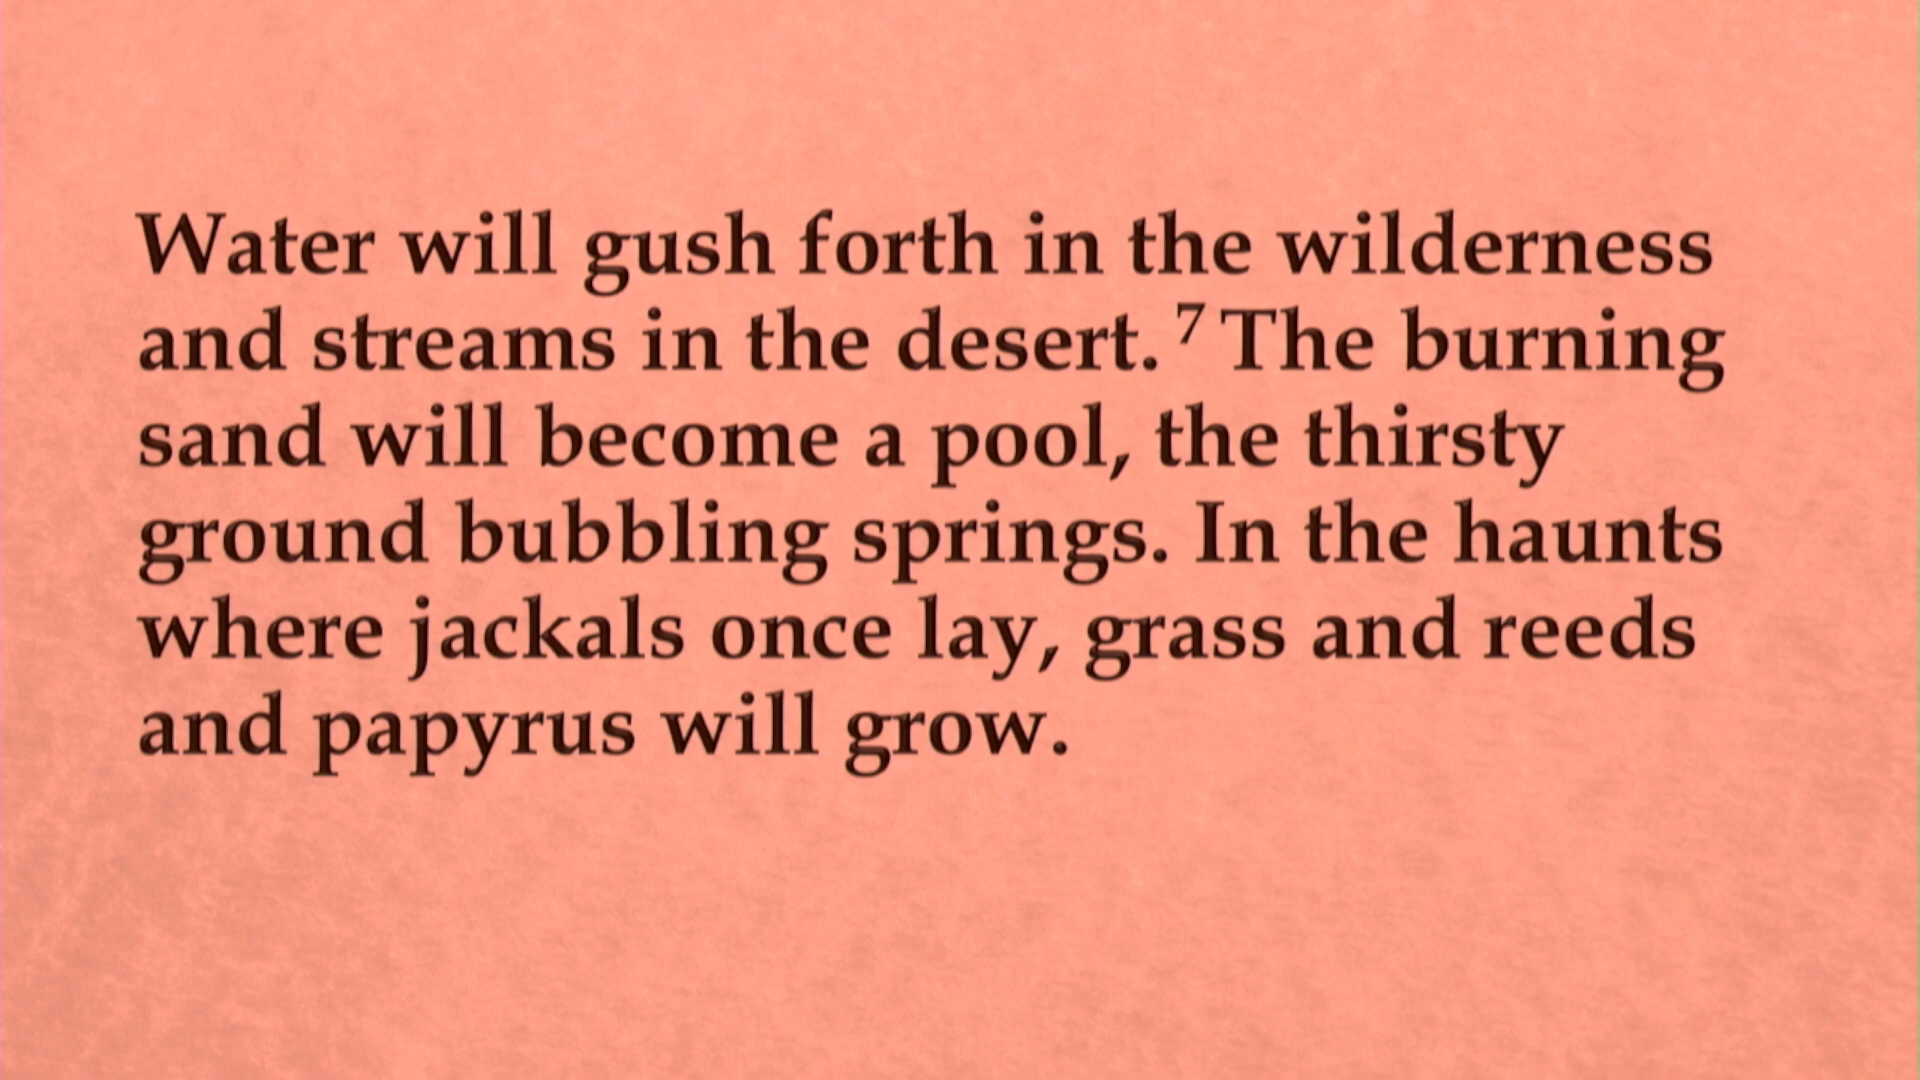 Water will gush forth in the wilderness
and streams in the desert. ⁷ The burning
sand will become a pool, the thirsty
ground bubbling springs. In the haunts
where jackals once lay, grass and reeds
and papyrus will grow.